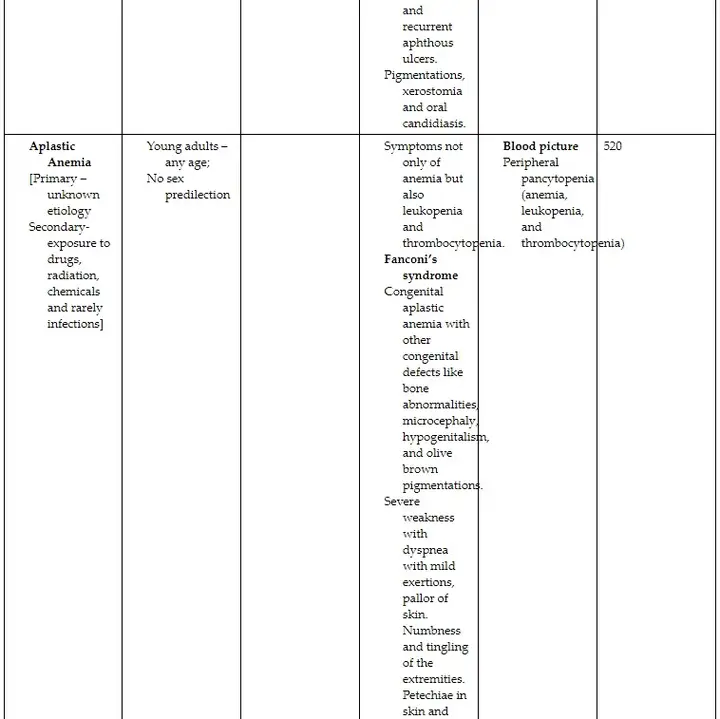 and
recurrent
aphthous
ulcers.
Pigmentations,
xerostomia
and oral
candidiasis.
Aplastic
Anemia
[Primary –
unknown
etiology
Secondary-
exposure to
drugs,
radiation,
chemicals
and rarely
infections]
Young adults –
any age;
No sex
predilection
Symptoms not
only of
anemia but
also
leukopenia
and
thrombocytopenia.
Fanconi's
syndrome
Congenital
aplastic
anemia with
other
congenital
defects like
bone
abnormalities,
microcephaly,
hypogenitalism,
and olive
brown
pigmentations.
Severe
weakness
with
dyspnea
with mild
exertions,
pallor of
skin.
Numbness
and tingling
of the
extremities.
Petechiae in
skin and
Blood picture
Peripheral
pancytopenia
(anemia,
leukopenia,
and
thrombocytopenia)
520